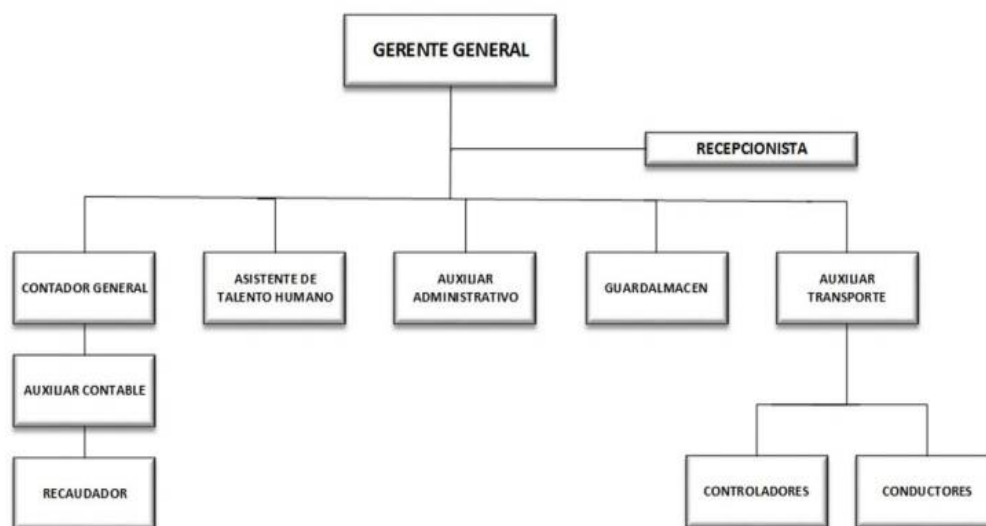 GERENTE GENERAL
RECEPCIONISTA
CONTADOR GENERAL
ASISTENTE DE
TALENTO HUMANO
AUXILIAR
ADMINISTRATIVO
GUARDALMACEN
AUXILIAR
TRANSPORTE
AUXILIAR CONTABLE
RECAUDADOR
CONTROLADORES
CONDUCTORES